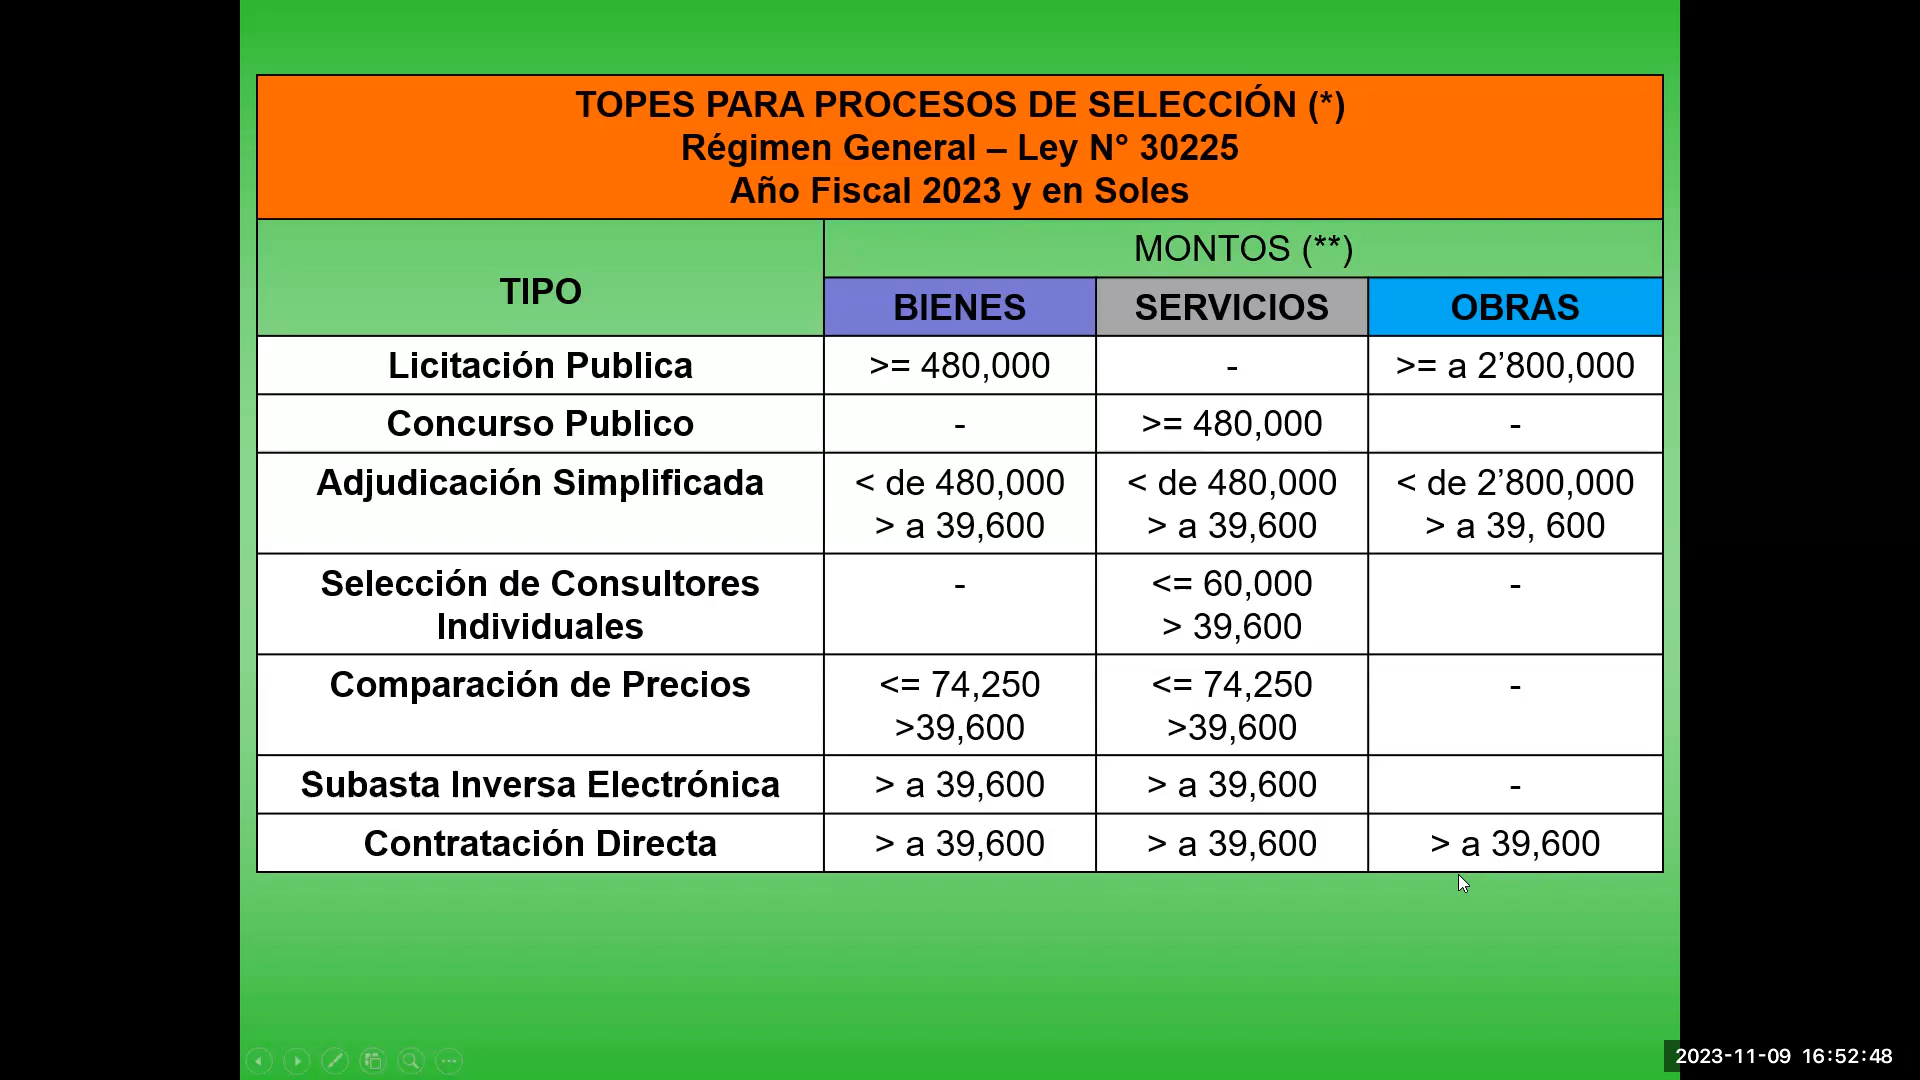 TOPES PARA PROCESOS DE SELECCIÓN (*)
Régimen General – Ley N° 30225
Año Fiscal 2023 y en Soles
TIPO
MONTOS (**)
BIENES
SERVICIOS
OBRAS
Licitación Publica
>= 480,000
-
>= a 2’800,000
Concurso Publico
-
>= 480,000
-
Adjudicación Simplificada
< de 480,000
> a 39,600
< de 480,000
> a 39,600
< de 2’800,000
> a 39, 600
Selección de Consultores
Individuales
-
<= 60,000
> 39,600
-
Comparación de Precios
<= 74,250
>39,600
<= 74,250
>39,600
-
Subasta Inversa Electrónica
> a 39,600
> a 39,600
-
Contratación Directa
> a 39,600
> a 39,600
> a 39,600
2023-11-09 16:52:48